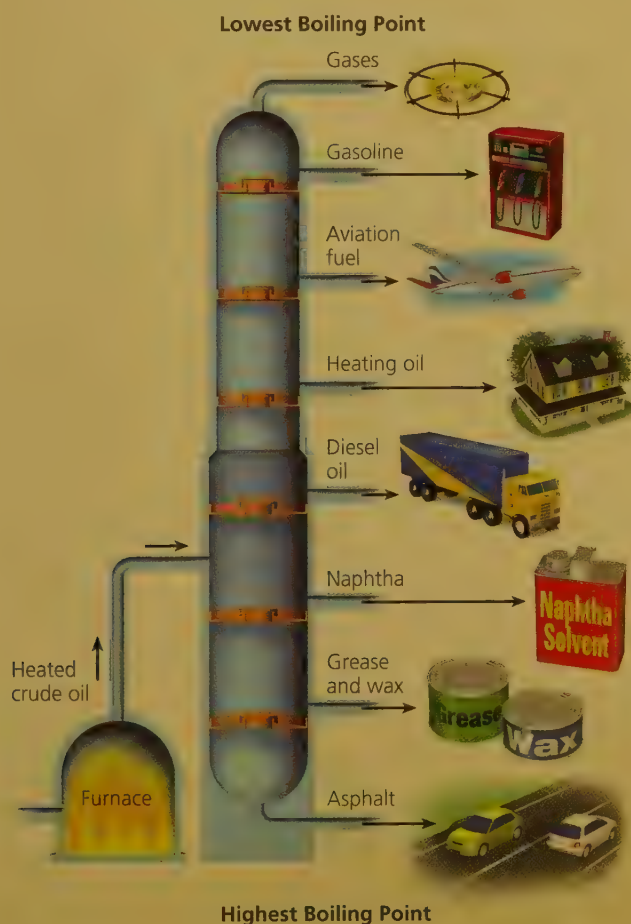 Lowest Boiling Point
Gases
Gasoline
Aviation
fuel
Heating oil
Diesel
oil
Naphtha
Naphtha
Solvent
Heated
crude oil
Grease
and wax
Grease
Wax
Furnace
Asphalt
Highest Boiling Point